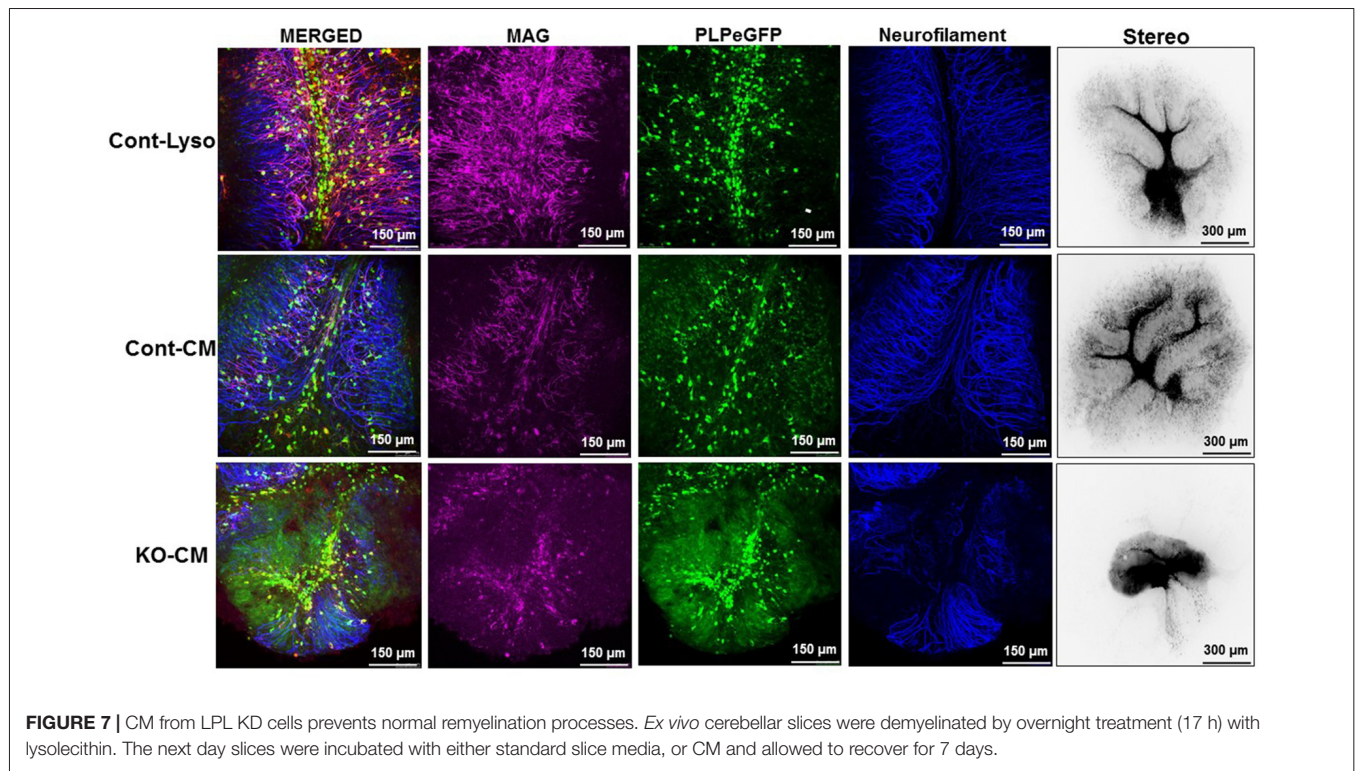 MERGED MAG PLPeGFP Neurofilament Stereo
Cont-Lyso
150 µm 150 µm 150 µm 150 µm 300 µm
Cont-CM
150 µm 150 µm 150 µm 150 µm 300 µm
KO-CM
150 µm 150 µm 150 µm 150 µm 300 µm
FIGURE 7 | CM from LPL KD cells prevents normal remyelination processes. Ex vivo cerebellar slices were demyelinated by overnight treatment (17 h) with
lysolecithin. The next day slices were incubated with either standard slice media, or CM and allowed to recover for 7 days.